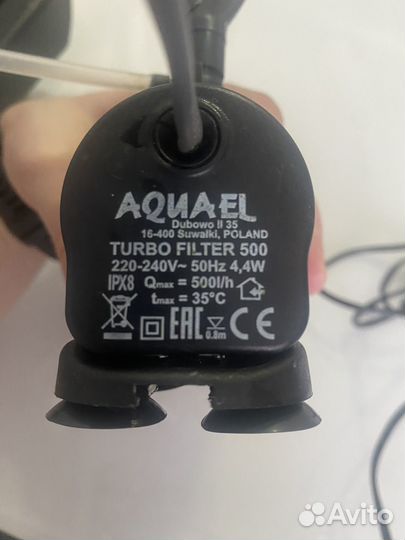 AQUAEL
Dubowo II 35
16-400 Suwałki, POLAND
TURBO FILTER 500
220-240V~ 50Hz 4,4W
IPX8 Qmax = 500l/h
tmax = 35°C
EAC 0.8m CE
Avito